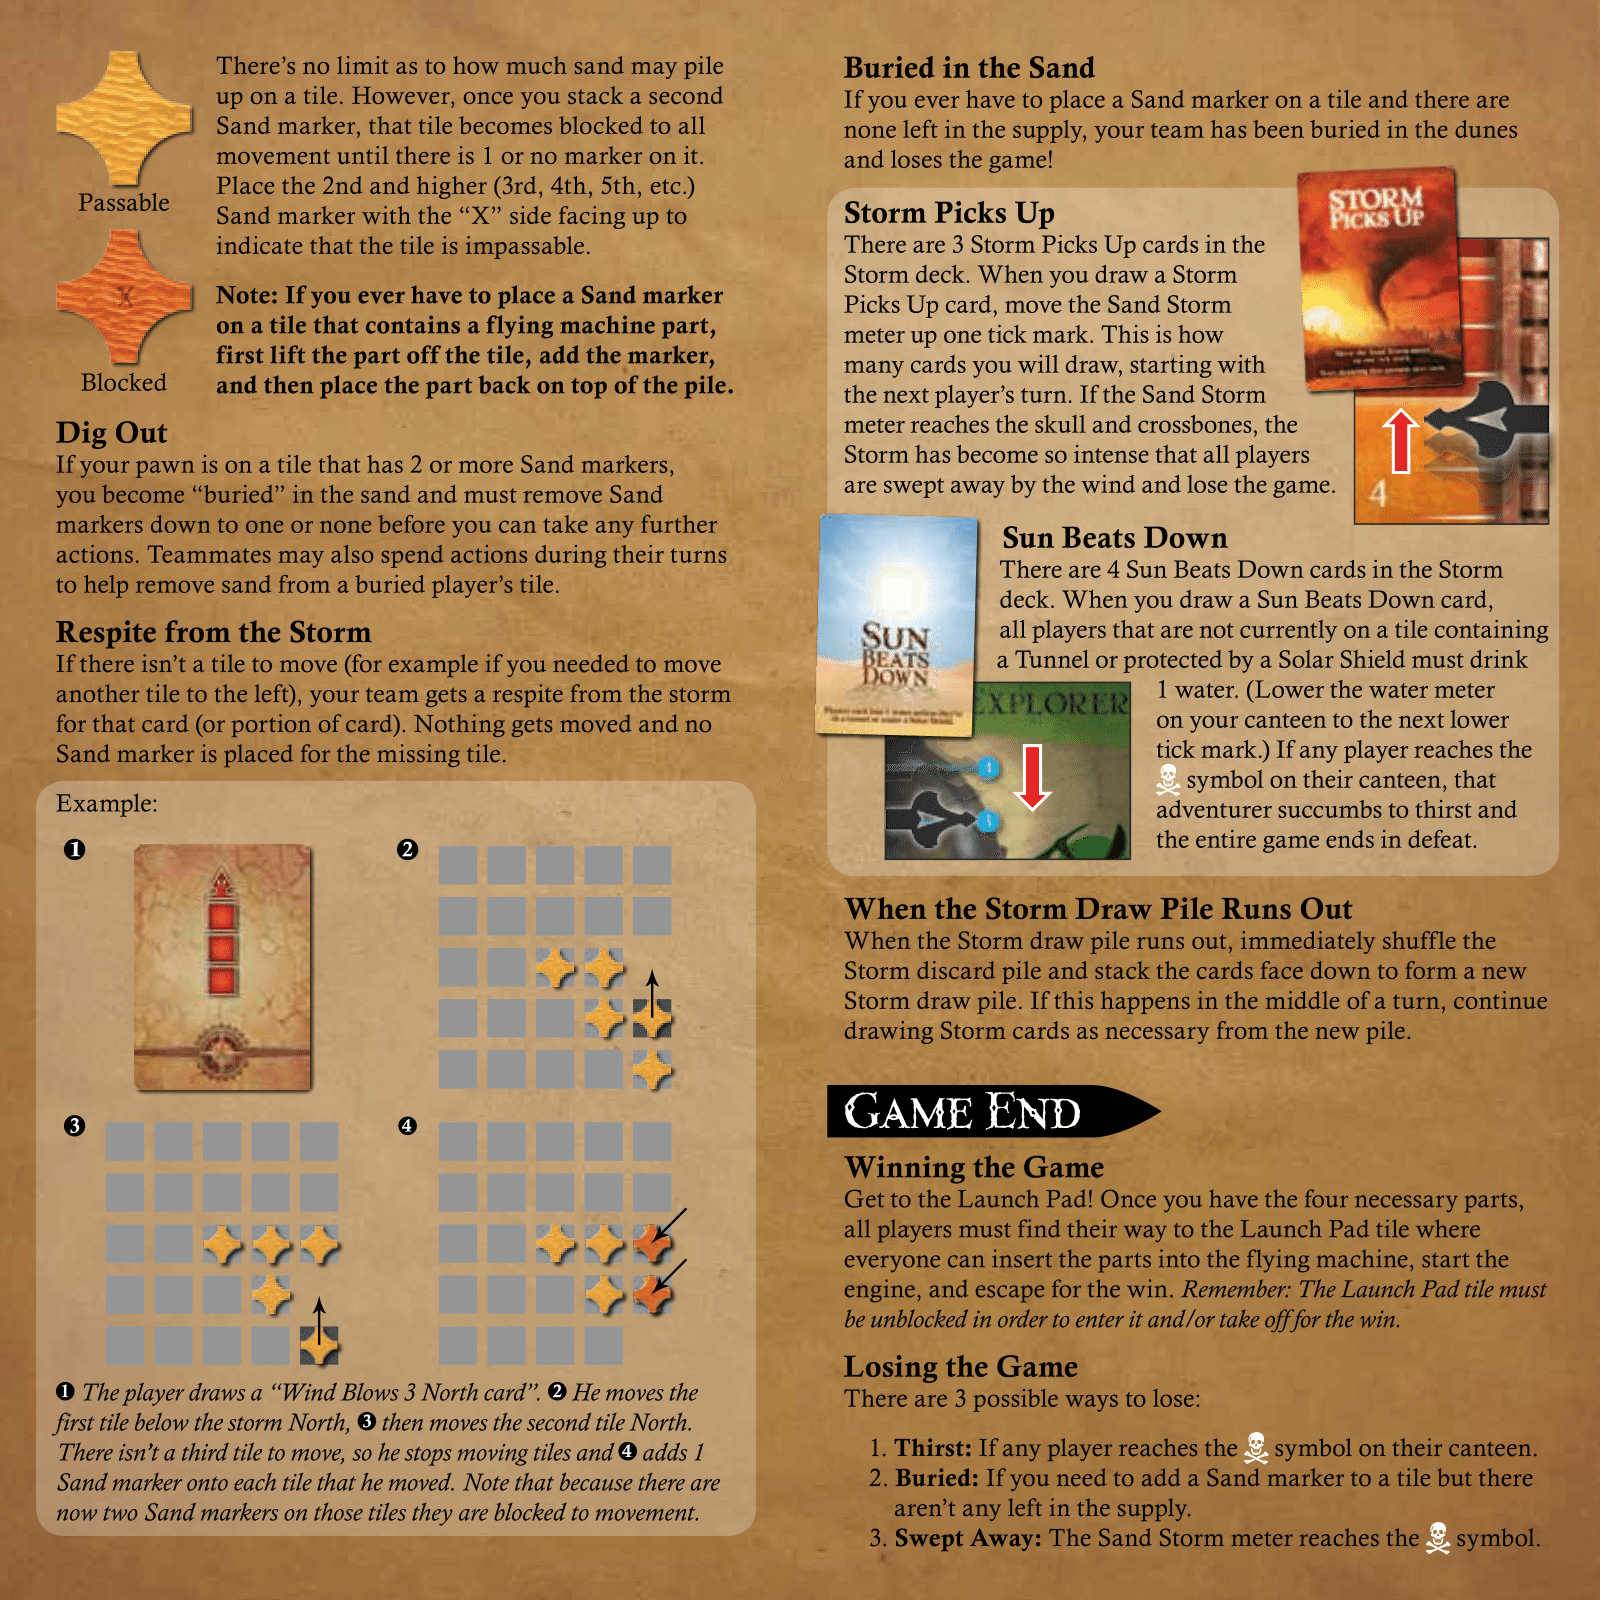 There's no limit as to how much sand may pile
up on a tile. However, once you stack a second
Sand marker, that tile becomes blocked to all
movement until there is 1 or no marker on it.
Place the 2nd and higher (3rd, 4th, 5th, etc.)
Sand marker with the “X” side facing up to
indicate that the tile is impassable.
Passable
X
Blocked
Note: If you ever have to place a Sand marker
on a tile that contains a flying machine part,
first lift the part off the tile, add the marker,
and then place the part back on top of the pile.
Dig Out
If your pawn is on a tile that has 2 or more Sand markers,
you become “buried” in the sand and must remove Sand
markers down to one or none before you can take any further
actions. Teammates may also spend actions during their turns
to help remove sand from a buried player's tile.
Respite from the Storm
If there isn't a tile to move (for example if you needed to move
another tile to the left), your team gets a respite from the storm
for that card (or portion of card). Nothing gets moved and no
Sand marker is placed for the missing tile.
Example:
1
2
3
4
1 The player draws a “Wind Blows 3 North card”. 2 He moves the
first tile below the storm North, 3 then moves the second tile North.
There isn't a third tile to move, so he stops moving tiles and 4 adds 1
Sand marker onto each tile that he moved. Note that because there are
now two Sand markers on those tiles they are blocked to movement.
Buried in the Sand
If you ever have to place a Sand marker on a tile and there are
none left in the supply, your team has been buried in the dunes
and loses the game!
Storm Picks Up
There are 3 Storm Picks Up cards in the
Storm deck. When you draw a Storm
Picks Up card, move the Sand Storm
meter up one tick mark. This is how
many cards you will draw, starting with
the next player's turn. If the Sand Storm
meter reaches the skull and crossbones, the
Storm has become so intense that all players
are swept away by the wind and lose the game.
STORM
PICKS UP
4
Sun Beats Down
There are 4 Sun Beats Down cards in the Storm
deck. When you draw a Sun Beats Down card,
all players that are not currently on a tile containing
a Tunnel or protected by a Solar Shield must drink
1 water. (Lower the water meter
on your canteen to the next lower
tick mark.) If any player reaches the
symbol on their canteen, that
adventurer succumbs to thirst and
the entire game ends in defeat.
SUN
BEATS
DOWN
EXPLORER
4
When the Storm Draw Pile Runs Out
When the Storm draw pile runs out, immediately shuffle the
Storm discard pile and stack the cards face down to form a new
Storm draw pile. If this happens in the middle of a turn, continue
drawing Storm cards as necessary from the new pile.
GAME END
Winning the Game
Get to the Launch Pad! Once you have the four necessary parts,
all players must find their way to the Launch Pad tile where
everyone can insert the parts into the flying machine, start the
engine, and escape for the win. Remember: The Launch Pad tile must
be unblocked in order to enter it and/or take off for the win.
Losing the Game
There are 3 possible ways to lose:
1. Thirst: If any player reaches the symbol on their canteen.
2. Buried: If you need to add a Sand marker to a tile but there
aren't any left in the supply.
3. Swept Away: The Sand Storm meter reaches the symbol.